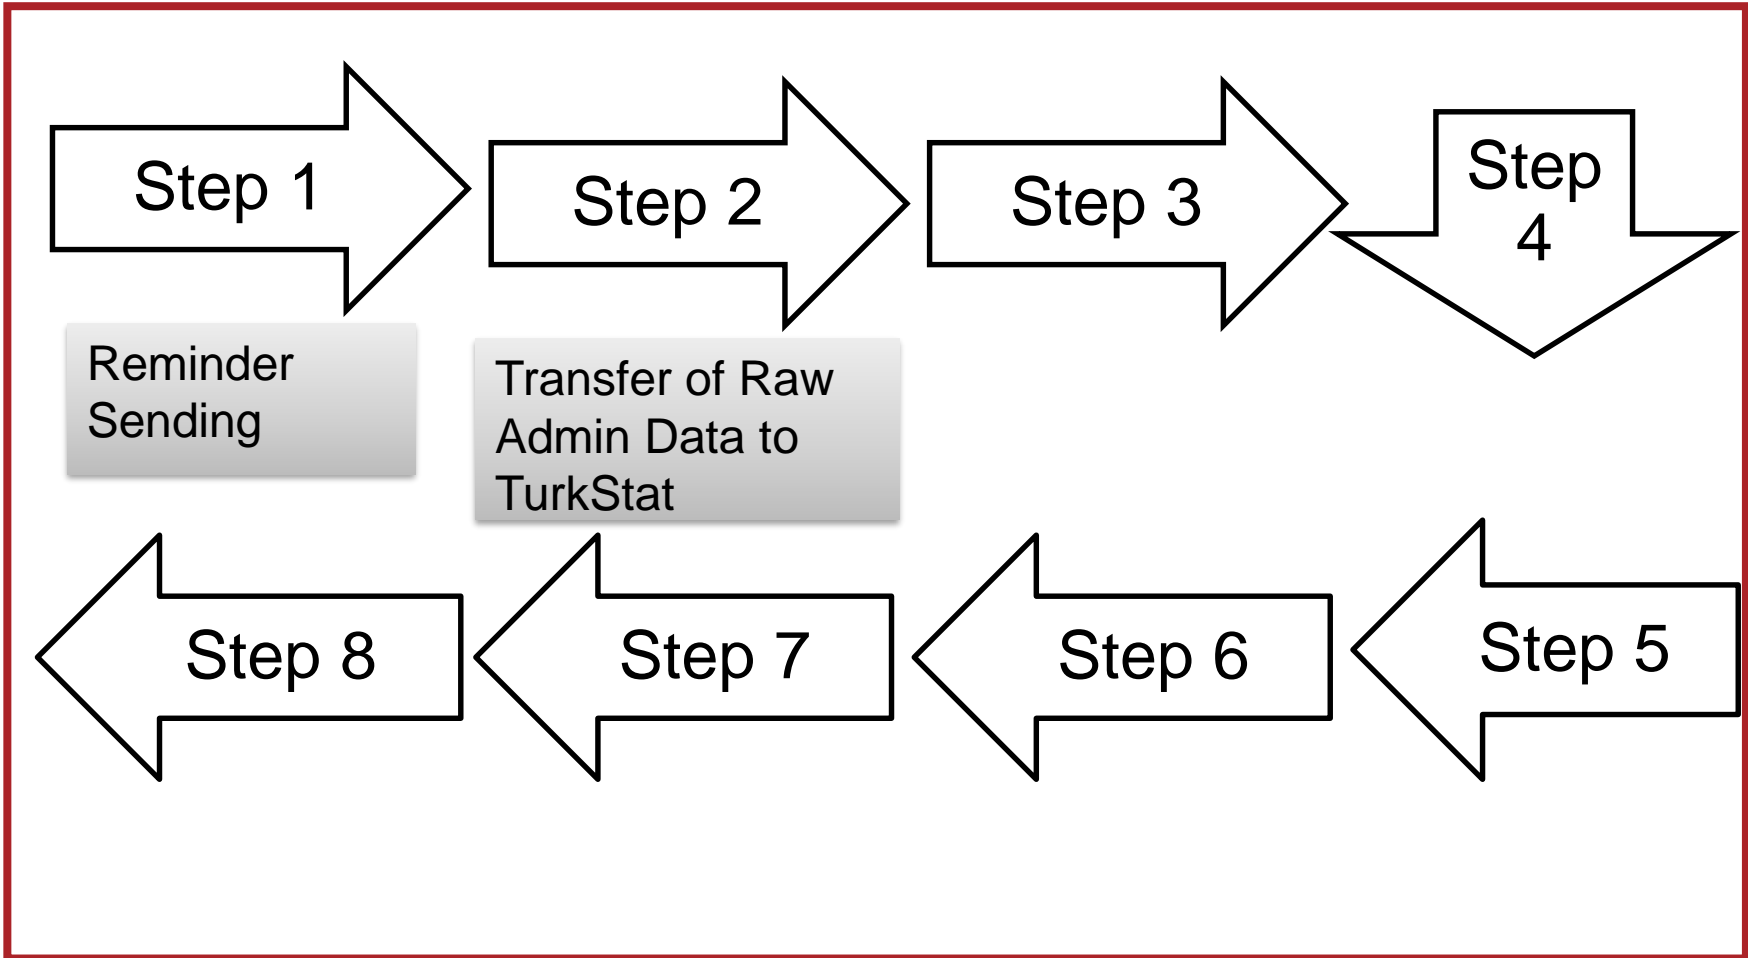 Step 1
Step 2
Step 3
Step
4
Reminder
Sending
Transfer of Raw
Admin Data to
TurkStat
Step 8
Step 7
Step 6
Step 5